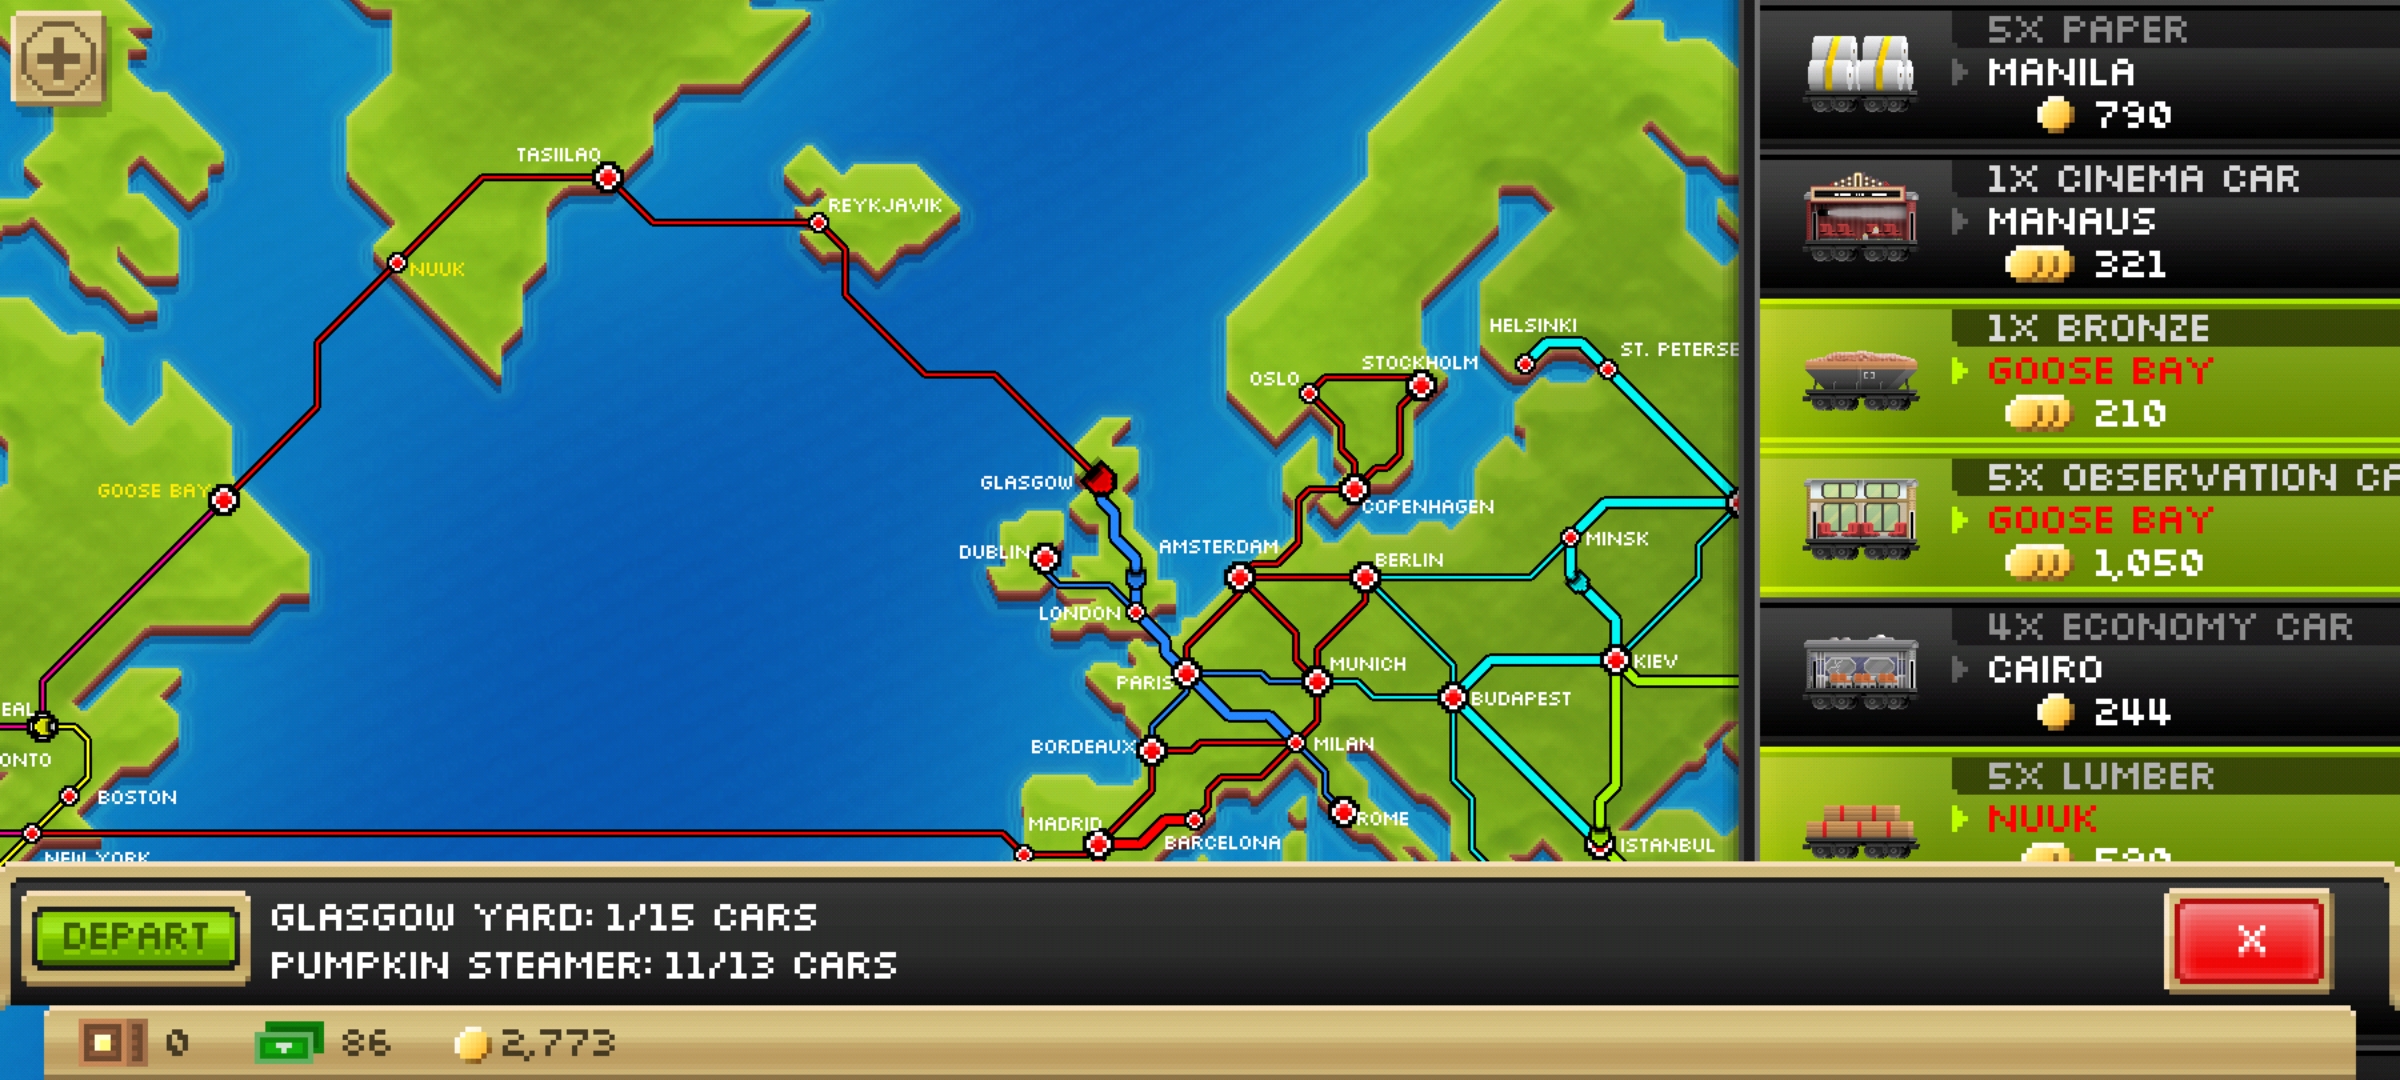 TASIILAQ
REYKJAVIK
NUUK
HELSINKI
STOCKHOLM
OSLO
GOOSE BAY
GLASGOW
COPENHAGEN
MINSK
DUBLIN
AMSTERDAM
BERLIN
LONDON
PARIS
MUNICH
KIEV
BUDAPEST
BORDEAUX
MILAN
BOSTON
MADRID
ROME
BARCELONA
ISTANBUL
NEW YORK
5X PAPER
MANILA
790
1X CINEMA CAR
MANAUS
321
1X BRONZE
GOOSE BAY
210
5X OBSERVATION
GOOSE BAY
1,050
4X ECONOMY CAR
CAIRO
244
5X LUMBER
NUUK
DEPART
GLASGOW YARD: 1/15 CARS
PUMPKIN STEAMER: 11/13 CARS
X
0
86
2,773